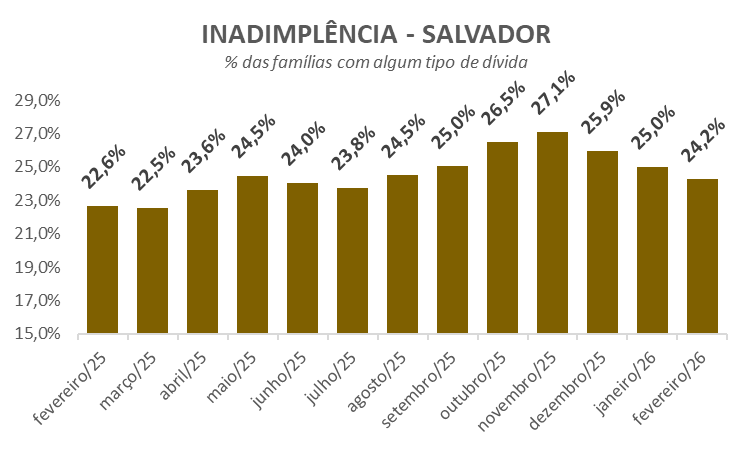 INADIMPLÊNCIA - SALVADOR
% das famílias com algum tipo de dívida
29,0%
27,0%
25,0%
23,0%
21,0%
19,0%
17,0%
15,0%
22,6%
22,5%
23,6%
24,5%
24,0%
23,8%
24,5%
25,0%
26,5%
27,1%
25,9%
25,0%
24,2%
fevereiro/25
março/25
abril/25
maio/25
junho/25
julho/25
agosto/25
setembro/25
outubro/25
novembro/25
dezembro/25
janeiro/26
fevereiro/26